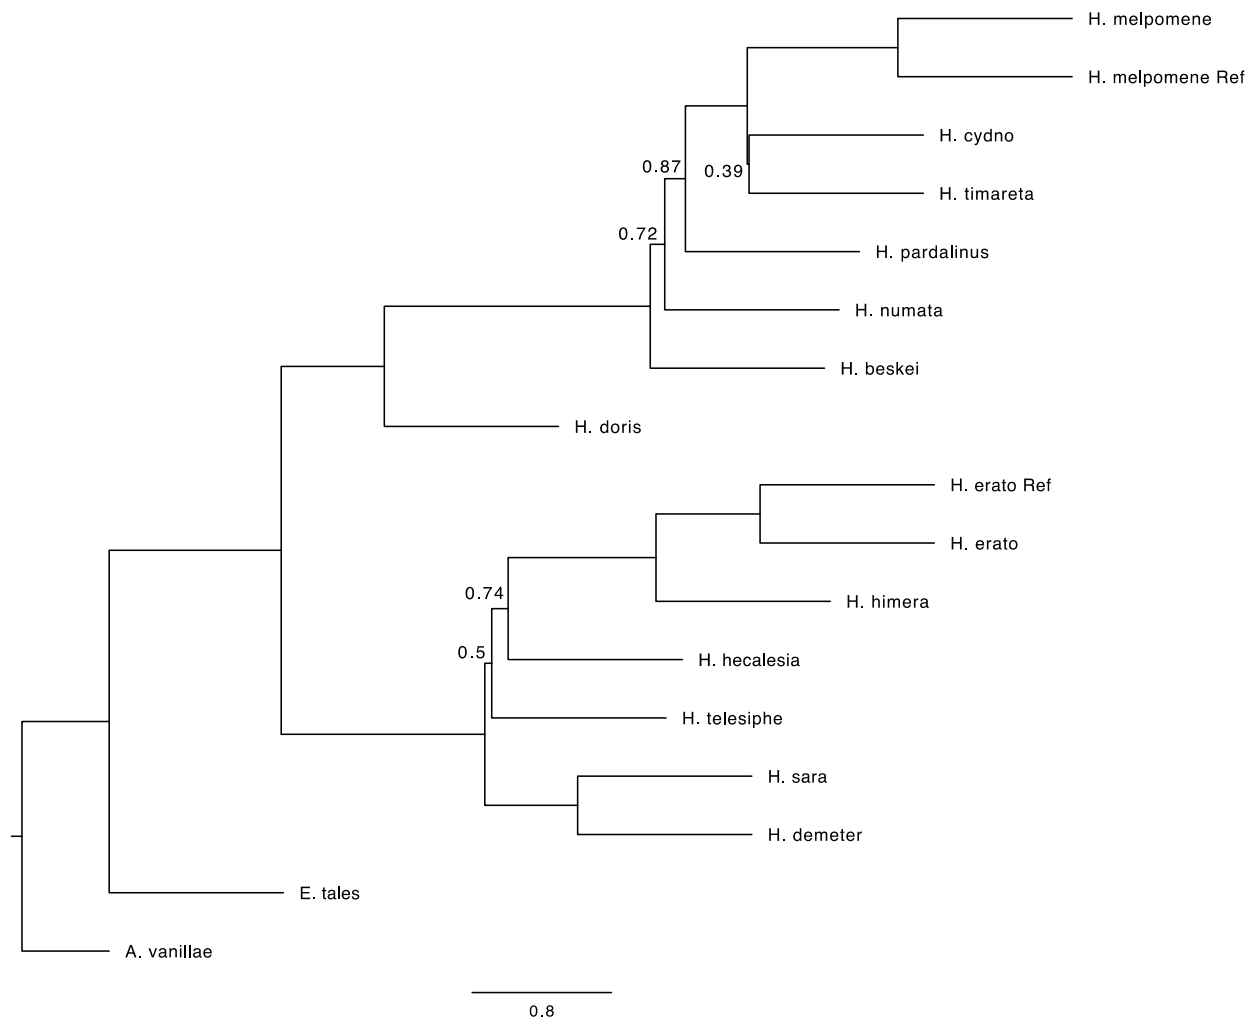 H. melpomene
H. melpomene Ref
H. cydno
0.87
0.39
H. timareta
0.72
H. pardalinus
H. numata
H. beskei
H. doris
H. erato Ref
H. erato
0.74
H. himera
0.5
H. hecalesia
H. telesiphe
H. sara
H. demeter
E. tales
A. vanillae
0.8